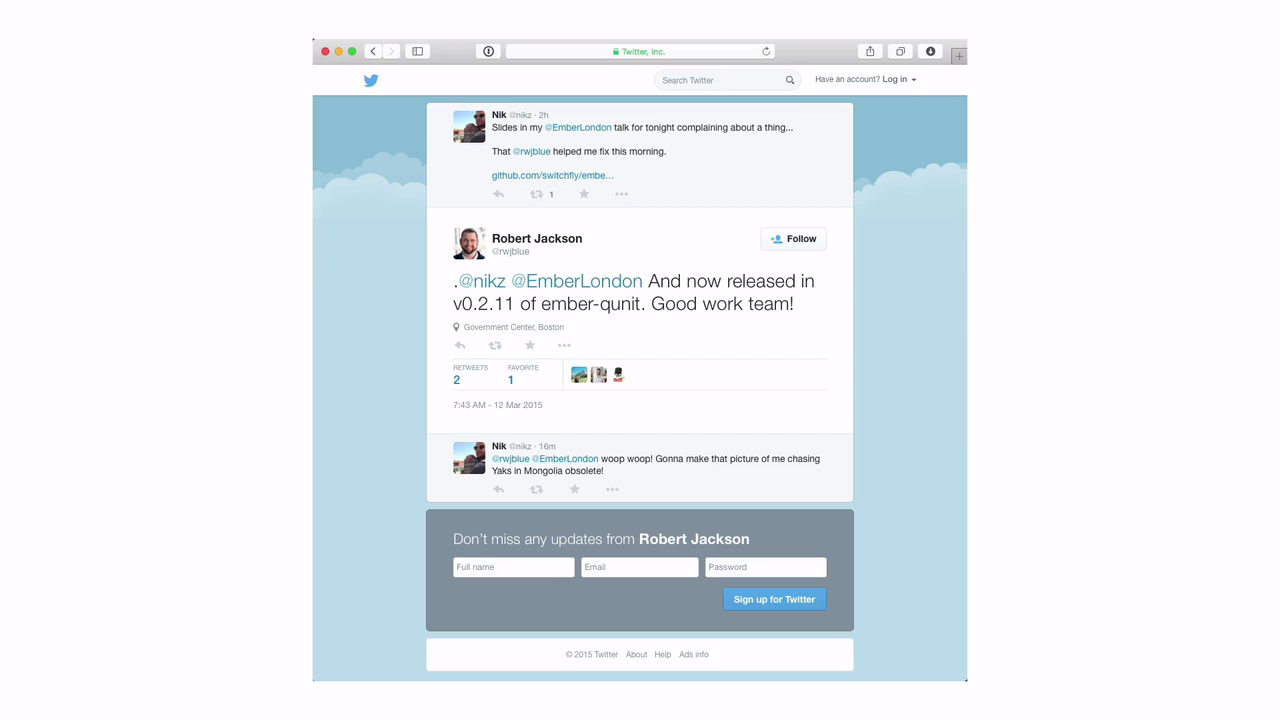 Twitter, Inc.
Search Twitter
Have an account? Log in
Nik @nikz · 2h
Slides in my @EmberLondon talk for tonight complaining about a thing...
That @rwjblue helped me fix this morning.
github.com/switchfly/embe…
1
Robert Jackson
@rwjblue
Follow
.@nikz @EmberLondon And now released in
v0.2.11 of ember-qunit. Good work team!
Government Center, Boston
RETWEETS FAVORITE
2 1
7:43 AM - 12 Mar 2015
Nik @nikz · 16m
@rwjblue @EmberLondon woop woop! Gonna make that picture of me chasing
Yaks in Mongolia obsolete!
Don't miss any updates from Robert Jackson
Full name Email Password
Sign up for Twitter
© 2015 Twitter About Help Ads info